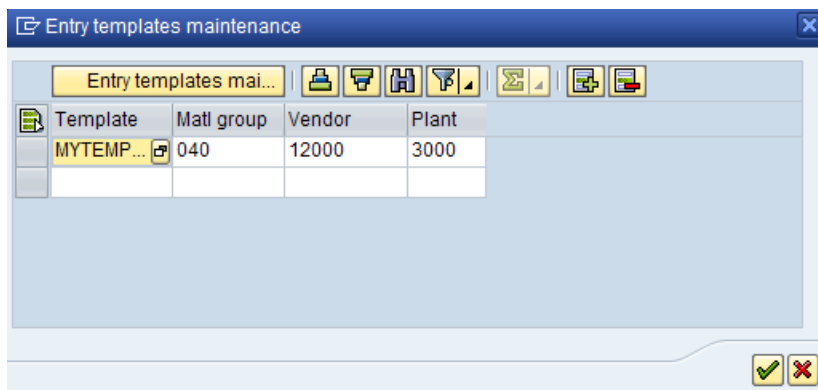 Entry templates maintenance
Entry templates mai...
Template Matl group Vendor Plant
MYTEMP... 040 12000 3000